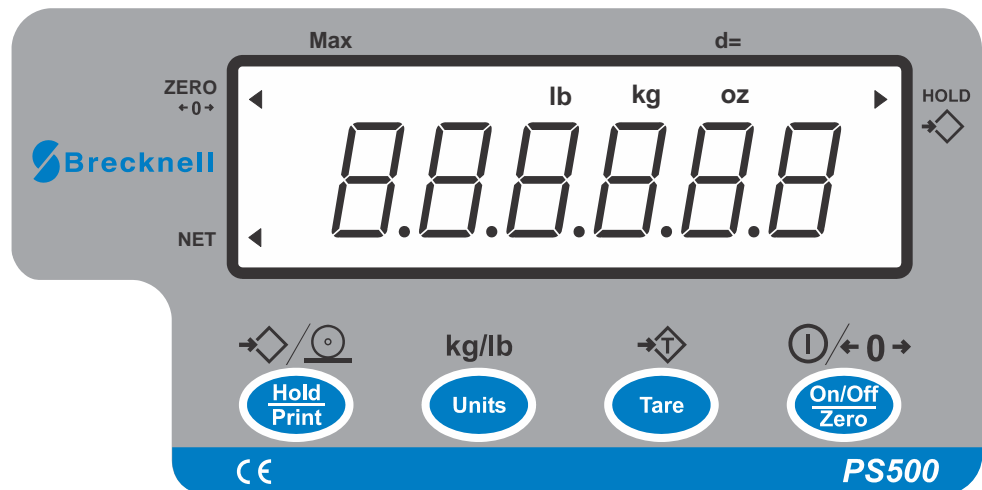 Max d=
ZERO
←0→
lb kg oz
HOLD
Brecknell
8.8.8.8.8.8
NET
kg/lb
T
←0→
Hold
Print
Units
Tare
On/Off
Zero
CE
PS500